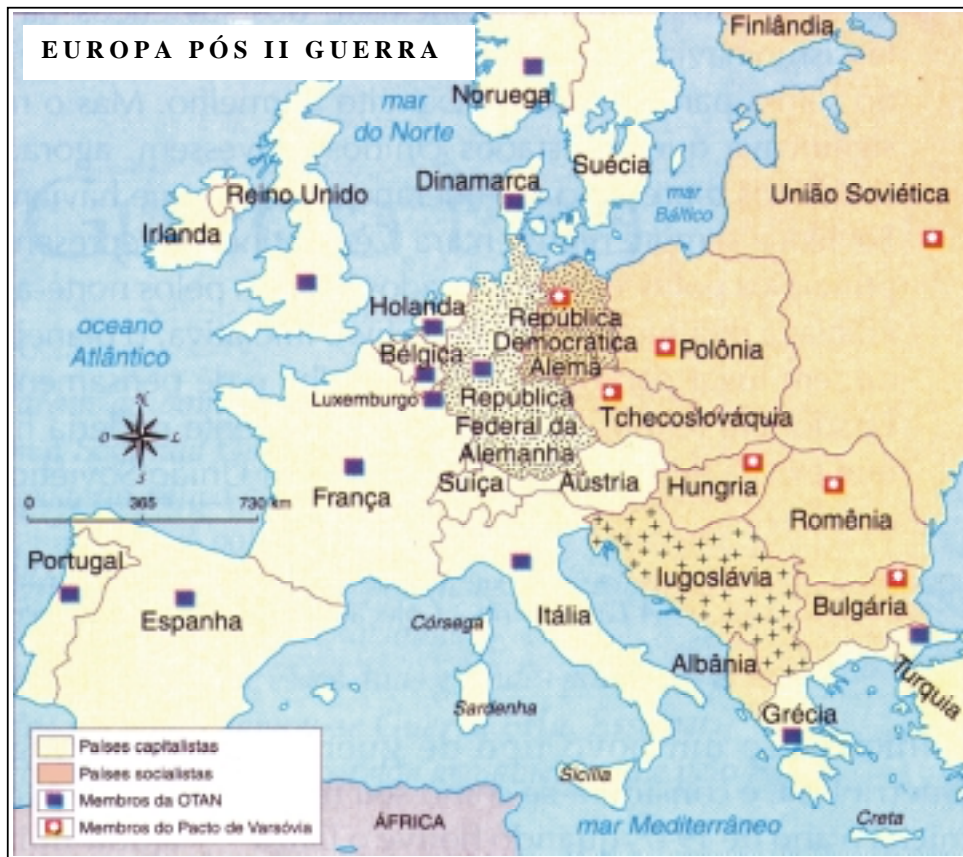 EUROPA PÓS II GUERRA
Finlândia
Noruega
mar
do Norte
Suécia
Dinamarca
União Soviética
mar
Báltico
Reino Unido
Irlanda
Holanda
República
Democrática
Alemã
oceano
Atlântico
Bélgica
Polônia
Luxemburgo
República
Federal da
Alemanha
Tchecoslováquia
N
O
L
S
Suíça
Áustria
Hungria
França
0 365 730 km
Romênia
Portugal
Espanha
Iugoslávia
Bulgária
Córsega
Itália
Albânia
Turquia
Sardenha
Grécia
Países capitalistas
Países socialistas
Membros da OTAN
Membros do Pacto de Varsóvia
Sicília
ÁFRICA
mar Mediterrâneo
Creta